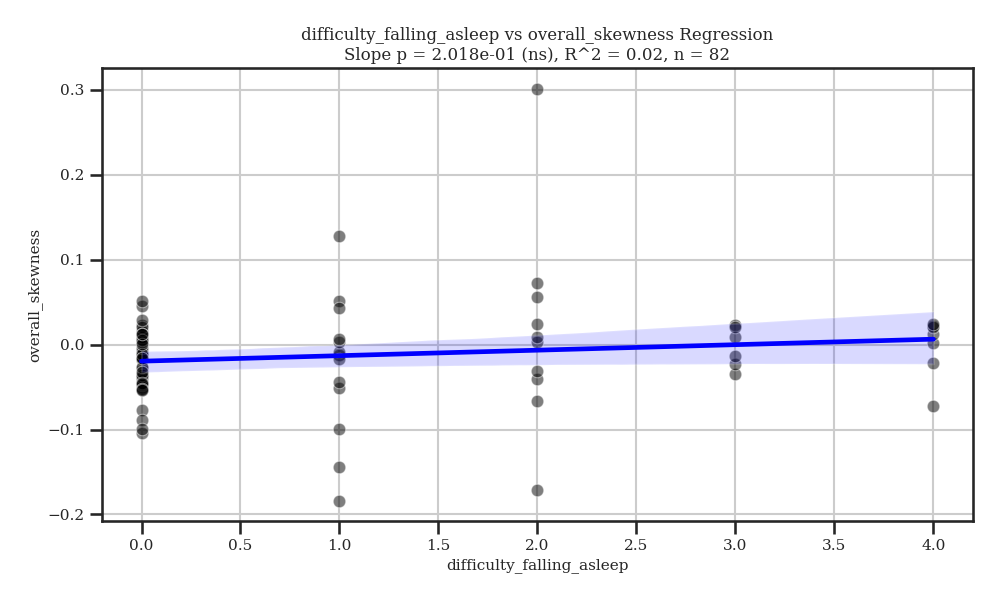 difficulty_falling_asleep vs overall_skewness Regression
Slope p = 2.018e-01 (ns), R^2 = 0.02, n = 82
overall_skewness
0.3
0.2
0.1
0.0
−0.1
−0.2
0.0 0.5 1.0 1.5 2.0 2.5 3.0 3.5 4.0
difficulty_falling_asleep